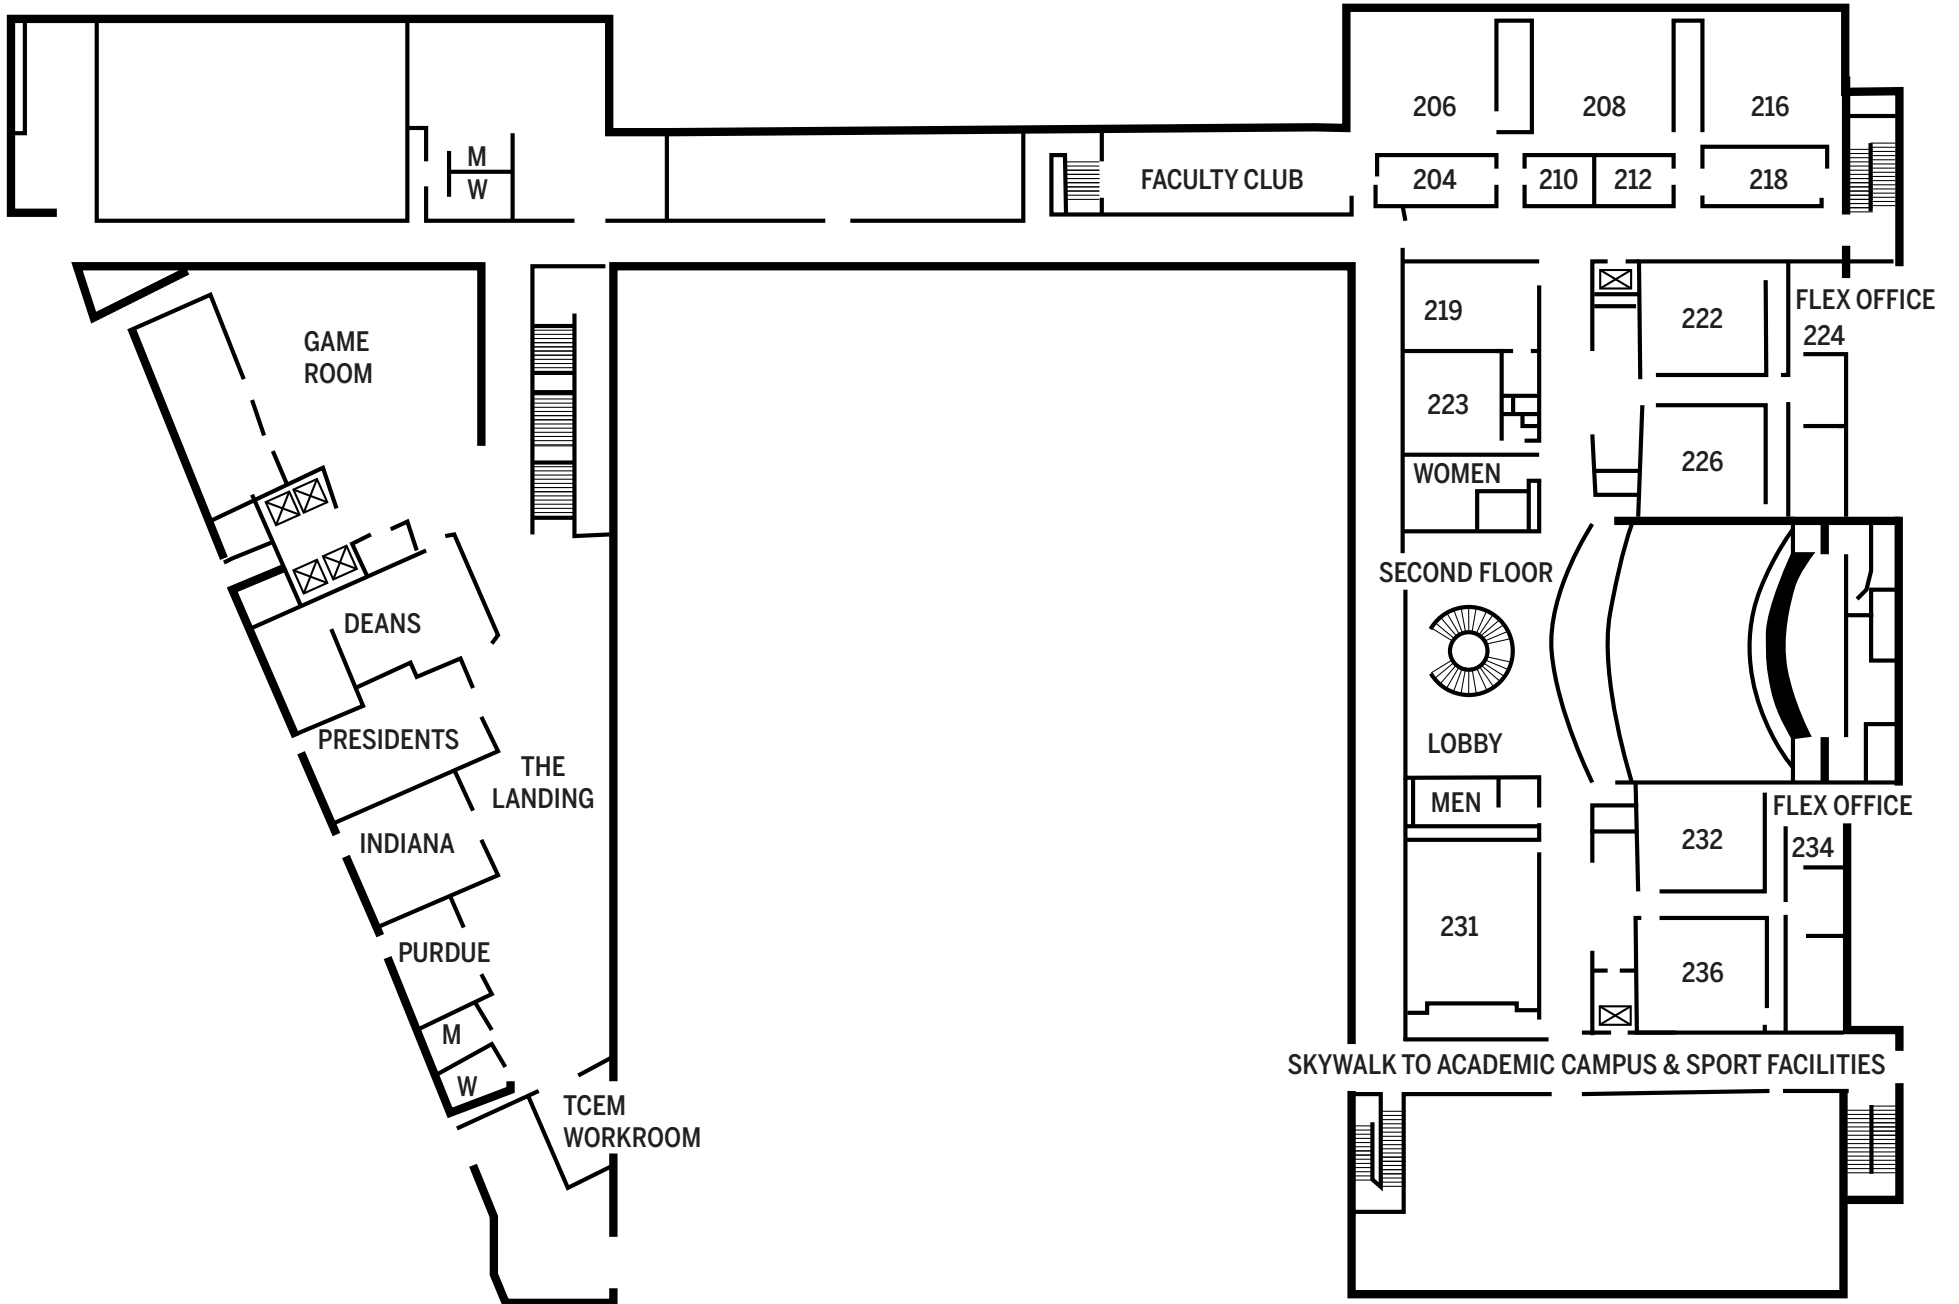 M
W
FACULTY CLUB
206
208
216
204
210
212
218
GAME
ROOM
219
222
FLEX OFFICE
224
223
226
WOMEN
SECOND FLOOR
LOBBY
DEANS
PRESIDENTS
THE
LANDING
INDIANA
PURDUE
M
W
TCEM
WORKROOM
MEN
FLEX OFFICE
232
234
231
236
SKYWALK TO ACADEMIC CAMPUS & SPORT FACILITIES